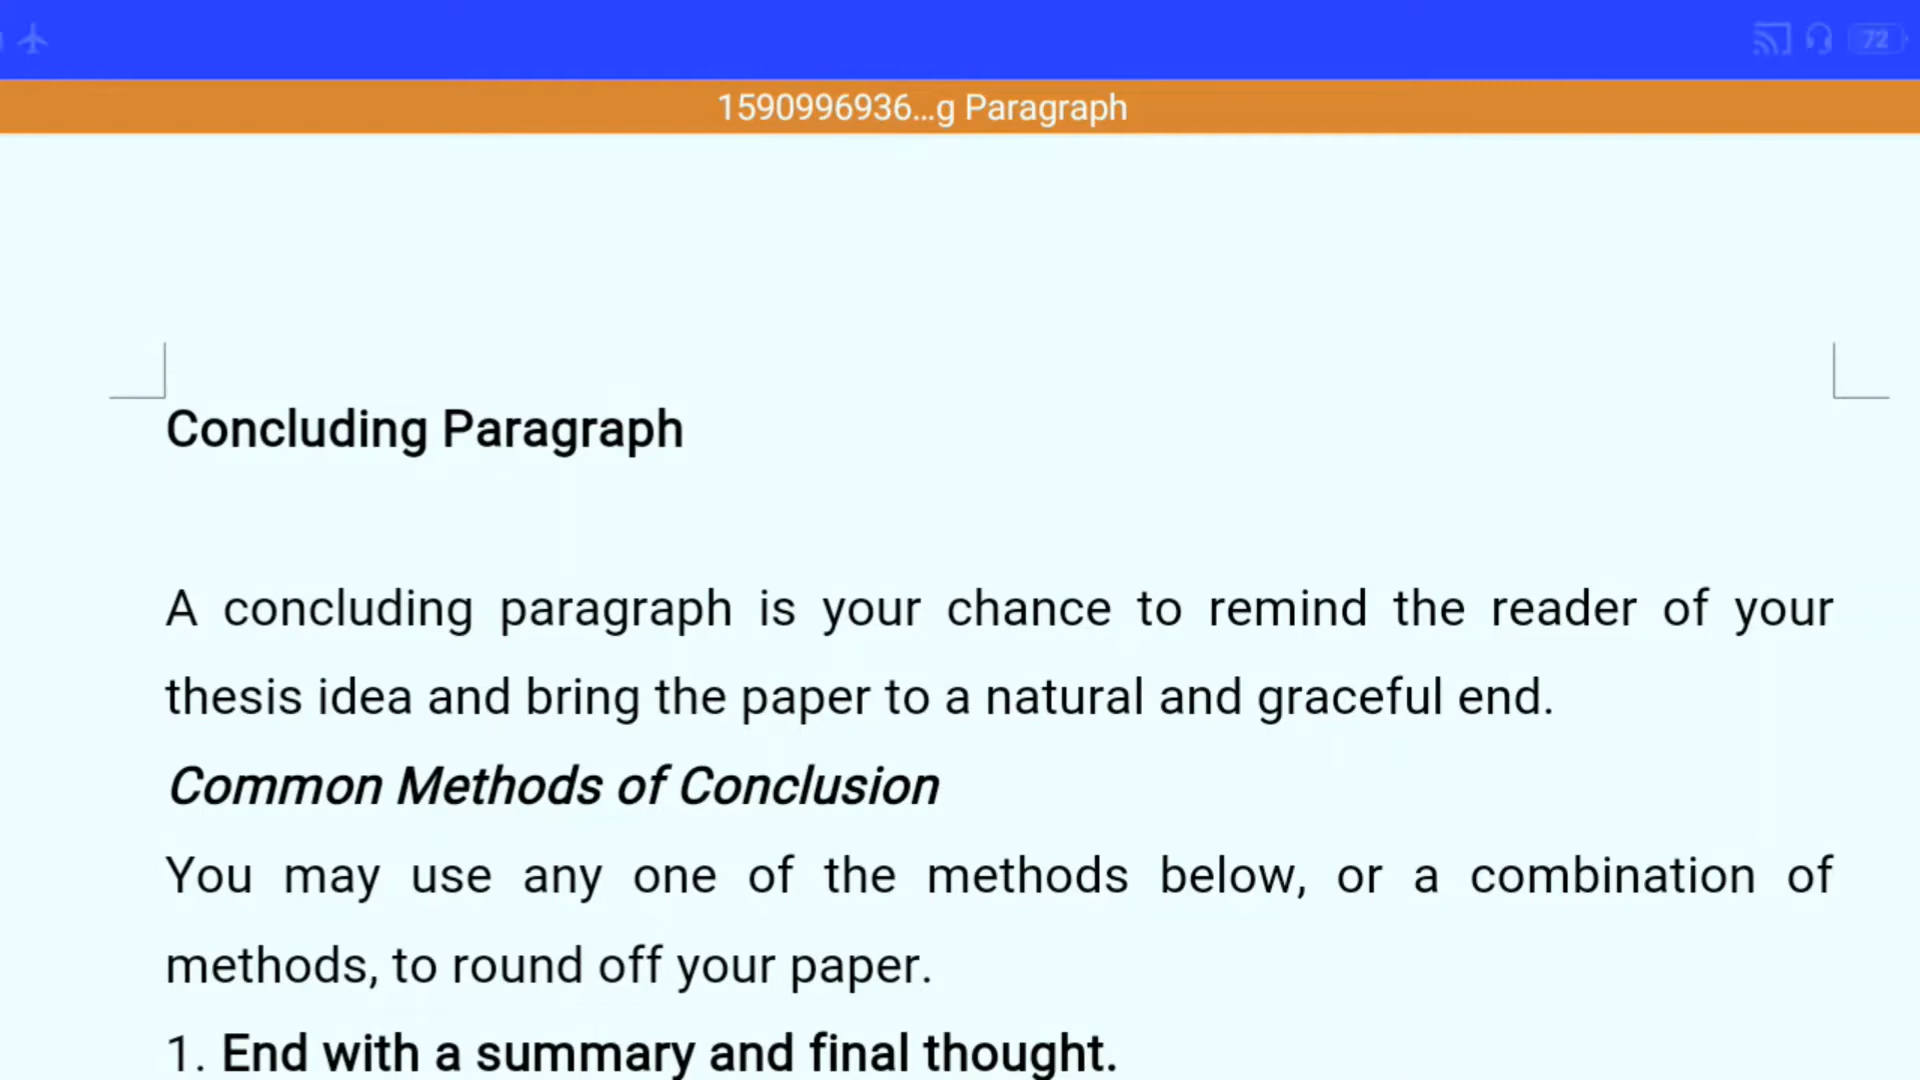 72
1590996936...g Paragraph
Concluding Paragraph
A concluding paragraph is your chance to remind the reader of your
thesis idea and bring the paper to a natural and graceful end.
Common Methods of Conclusion
You may use any one of the methods below, or a combination of
methods, to round off your paper.
1. End with a summary and final thought.